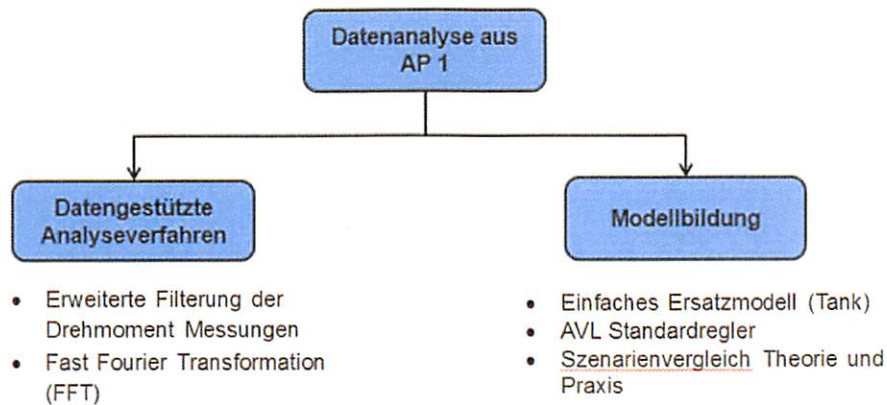 Datenanalyse aus
AP 1
Datengestützte
Analyseverfahren
• Erweiterte Filterung der
Drehmoment Messungen
• Fast Fourier Transformation
(FFT)
Modellbildung
• Einfaches Ersatzmodell (Tank)
• AVL Standardregler
• Szenarienvergleich Theorie und
Praxis